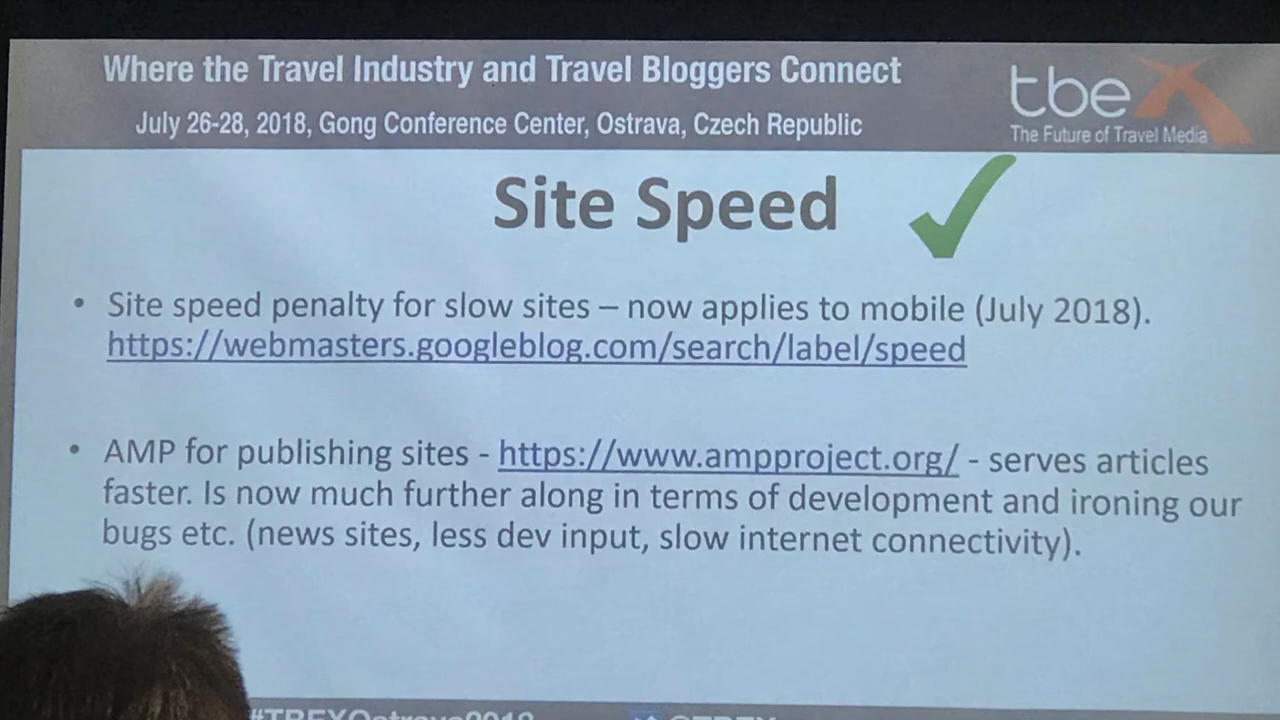 Where the Travel Industry and Travel Bloggers Connect
July 26-28, 2018, Gong Conference Center, Ostrava, Czech Republic
tbex
The Future of Travel Media
Site Speed
• Site speed penalty for slow sites – now applies to mobile (July 2018).
https://webmasters.googleblog.com/search/label/speed
• AMP for publishing sites - https://www.ampproject.org/ - serves articles
faster. Is now much further along in terms of development and ironing our
bugs etc. (news sites, less dev input, slow internet connectivity).
#TBEXOstrava2018 @TBEX